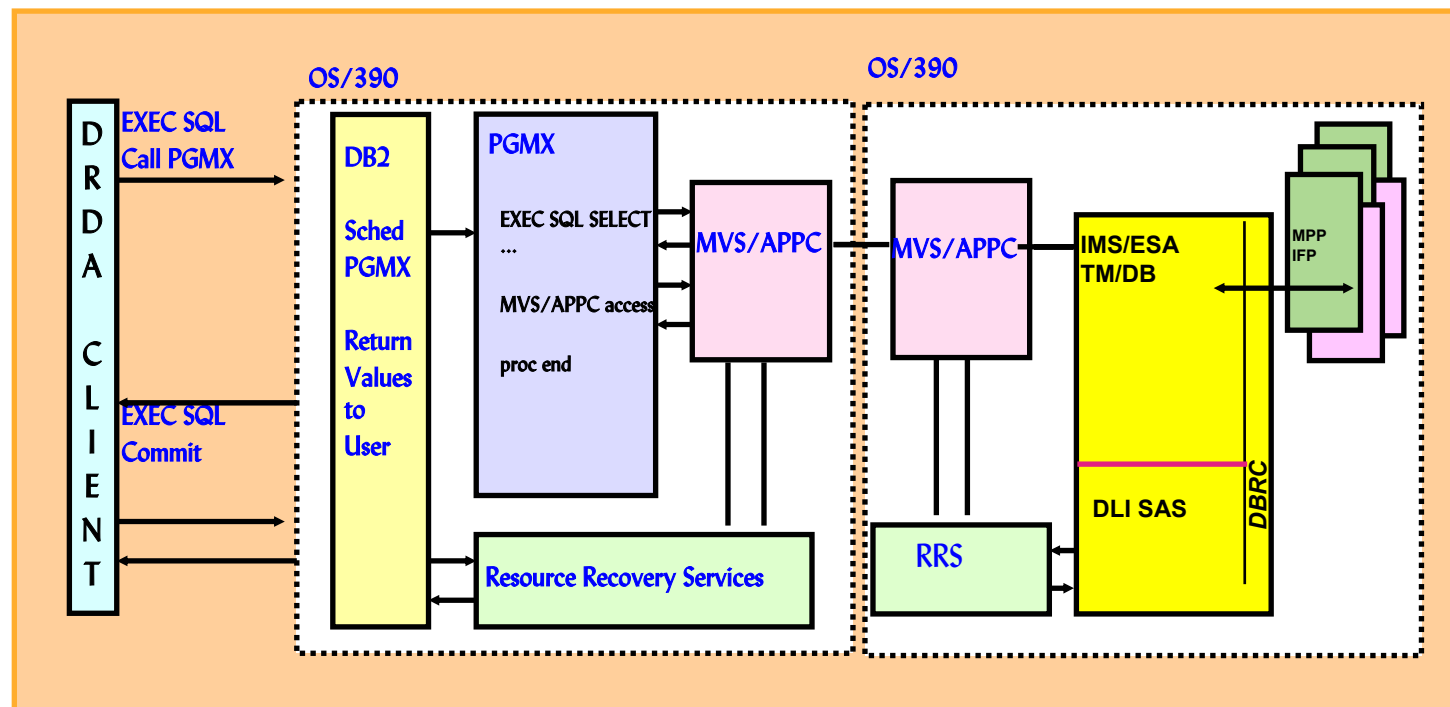 OS/390
OS/390
DRDA CLIENT
EXEC SQL
Call PGMX
EXEC SQL
Commit
DB2
Sched
PGMX
Return
Values
to
User
PGMX
EXEC SQL SELECT
...
MVS/APPC access
proc end
MVS/APPC
Resource Recovery Services
MVS/APPC
RRS
IMS/ESA
TM/DB
DLI SAS
DBRC
MPP
IFP